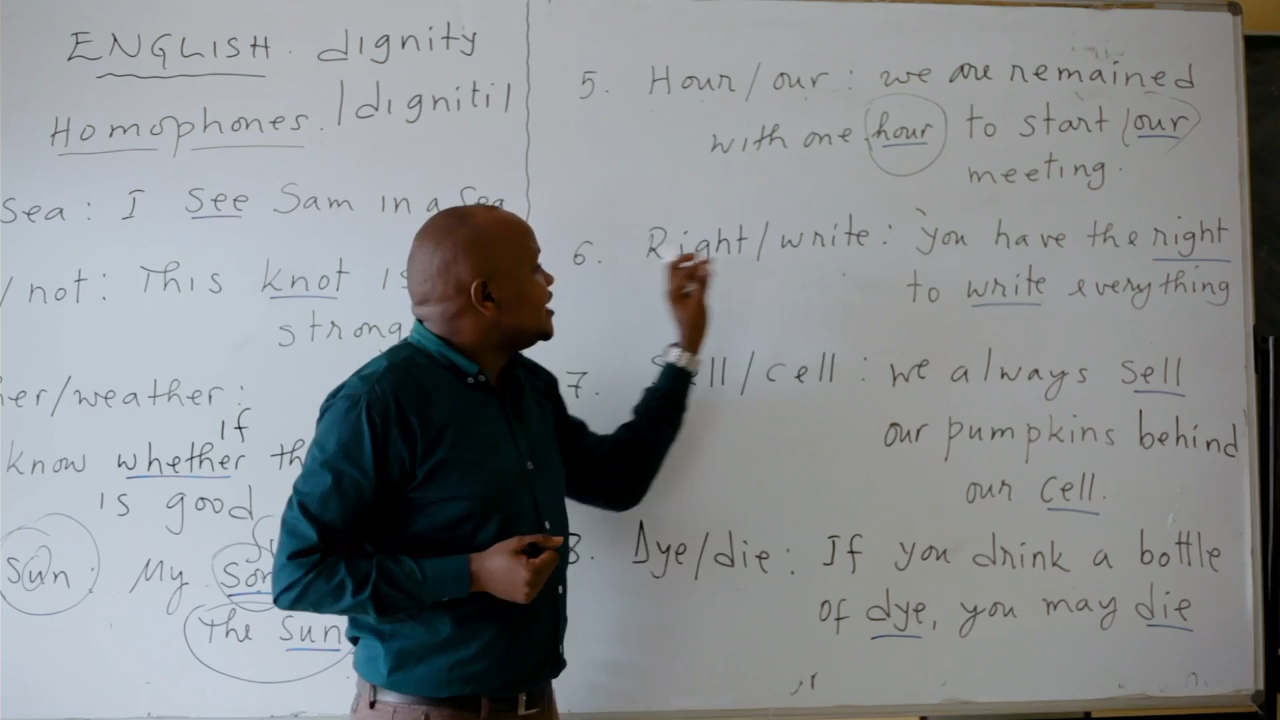 ENGLISH. dignity
Homophones. /digniti/
Sea: I see Sam in a Sea
/not: This knot is
strong
her/weather:
if
know whether th
is good
Sun: My Son
The Sun
5. Hour/our: we are remained
with one hour to start our
meeting.
6. Right/write: you have the right
to write everything
7. Sell/cell: we always sell
our pumpkins behind
our cell.
8. Dye/die: If you drink a bottle
of dye, you may die